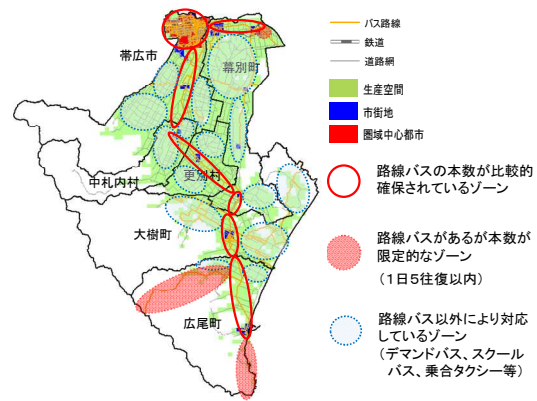 帯広市
幕別町
中札内村
更別村
大樹町
広尾町
バス路線
鉄道
道路網
生産空間
市街地
圏域中心都市
路線バスの本数が比較的
確保されているゾーン
路線バスがあるが本数が
限定的なゾーン
（１日５往復以内）
路線バス以外により対応
しているゾーン
（デマンドバス、スクール
バス、乗合タクシー等）